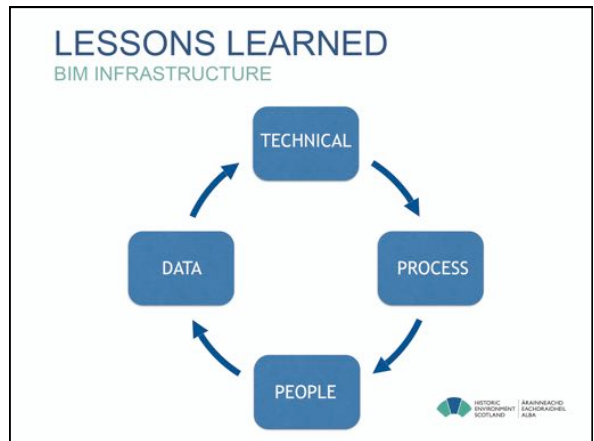 LESSONS LEARNED
BIM INFRASTRUCTURE
TECHNICAL
DATA
PROCESS
PEOPLE
HISTORIC
ENVIRONMENT
SCOTLAND
ÀRAINNEACHD
EACHDRAIDHEIL
ALBA